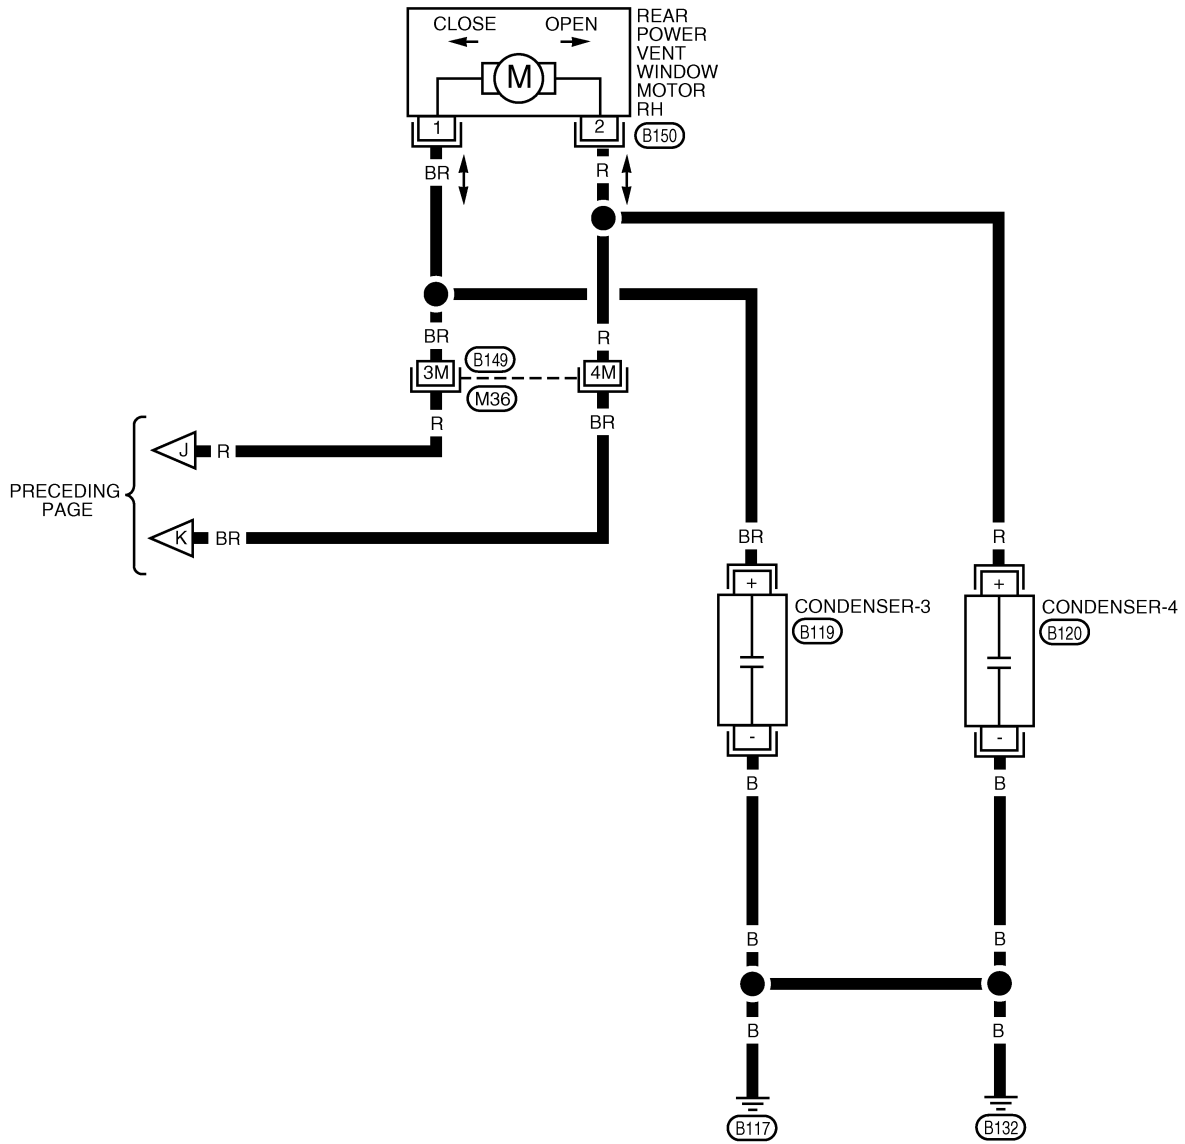 CLOSE
OPEN
REAR
POWER
VENT
WINDOW
MOTOR
RH
M
1
2
B150
BR
R
BR
R
3M
B149
4M
M36
R
BR
J
R
PRECEDING
PAGE
K
BR
BR
R
+
+
CONDENSER-3
B119
CONDENSER-4
B120
-
-
B
B
B
B
B
B
B117
B132